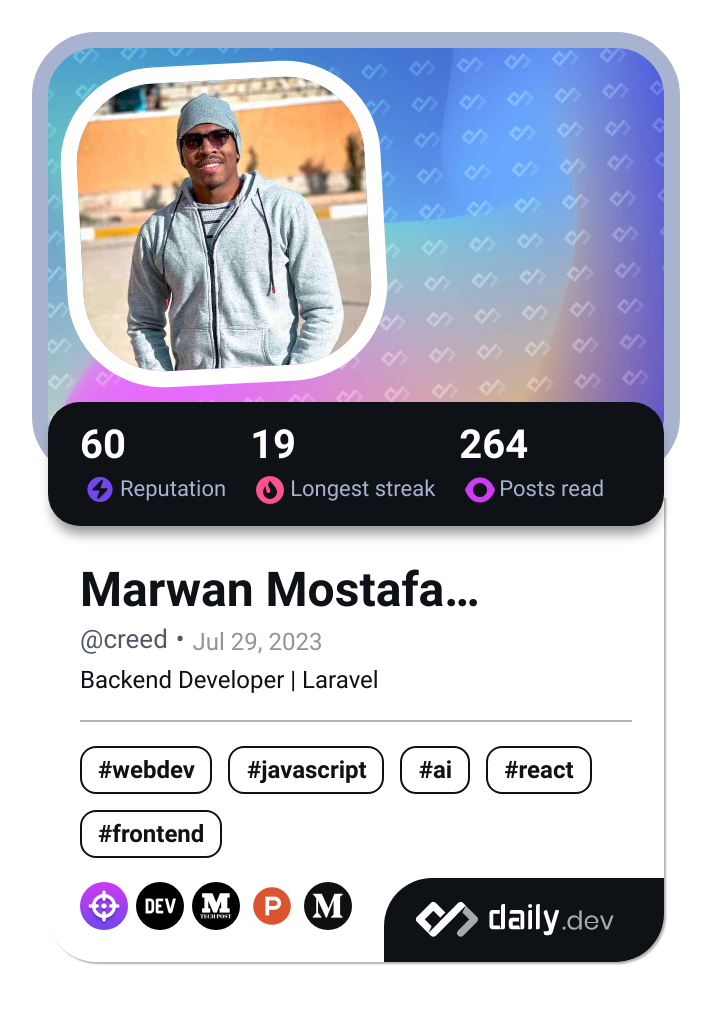 60 19 264
Reputation Longest streak Posts read
Marwan Mostafa...
@creed • Jul 29, 2023
Backend Developer | Laravel
#webdev #javascript #ai #react
#frontend
DEV M TECH POST P M daily.dev